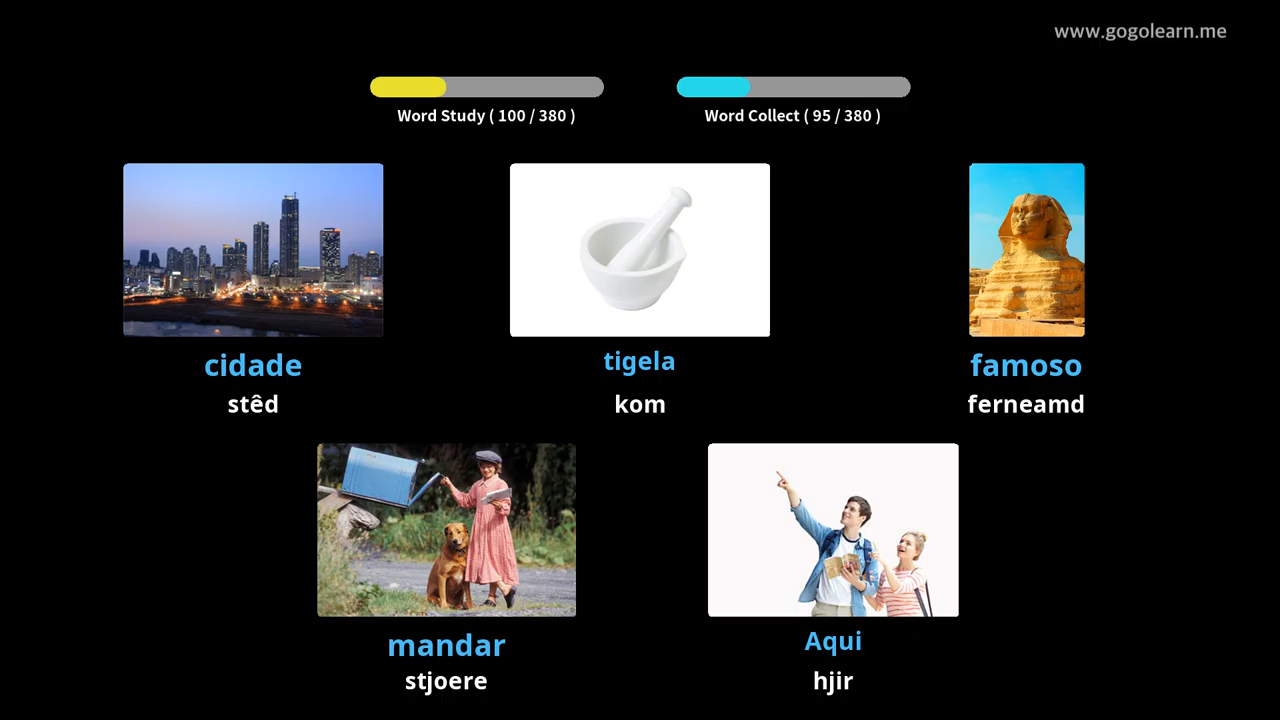 www.gogolearn.me
Word Study ( 100 / 380 )
Word Collect ( 95 / 380 )
cidade
stêd
tigela
kom
famoso
ferneamd
mandar
stjoere
Aqui
hjir